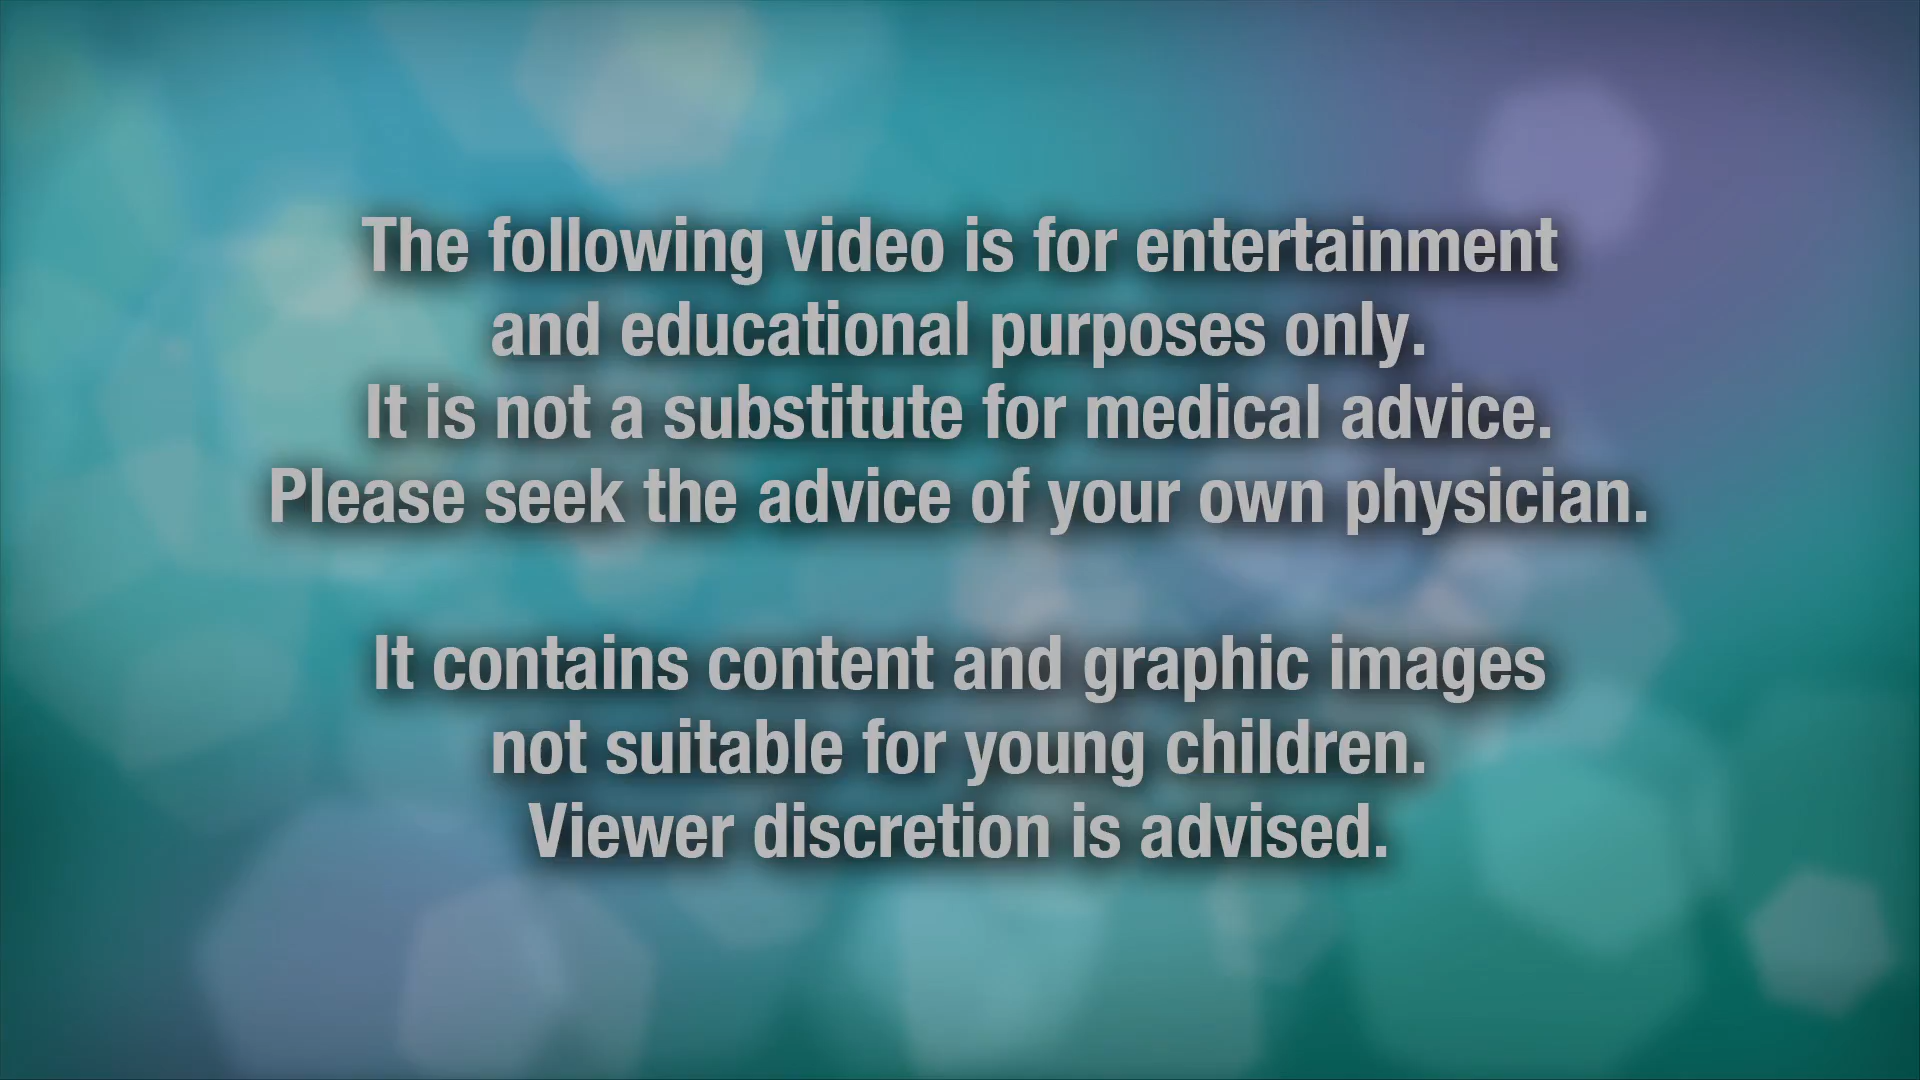 The following video is for entertainment
and educational purposes only.
It is not a substitute for medical advice.
Please seek the advice of your own physician.
It contains content and graphic images
not suitable for young children.
Viewer discretion is advised.